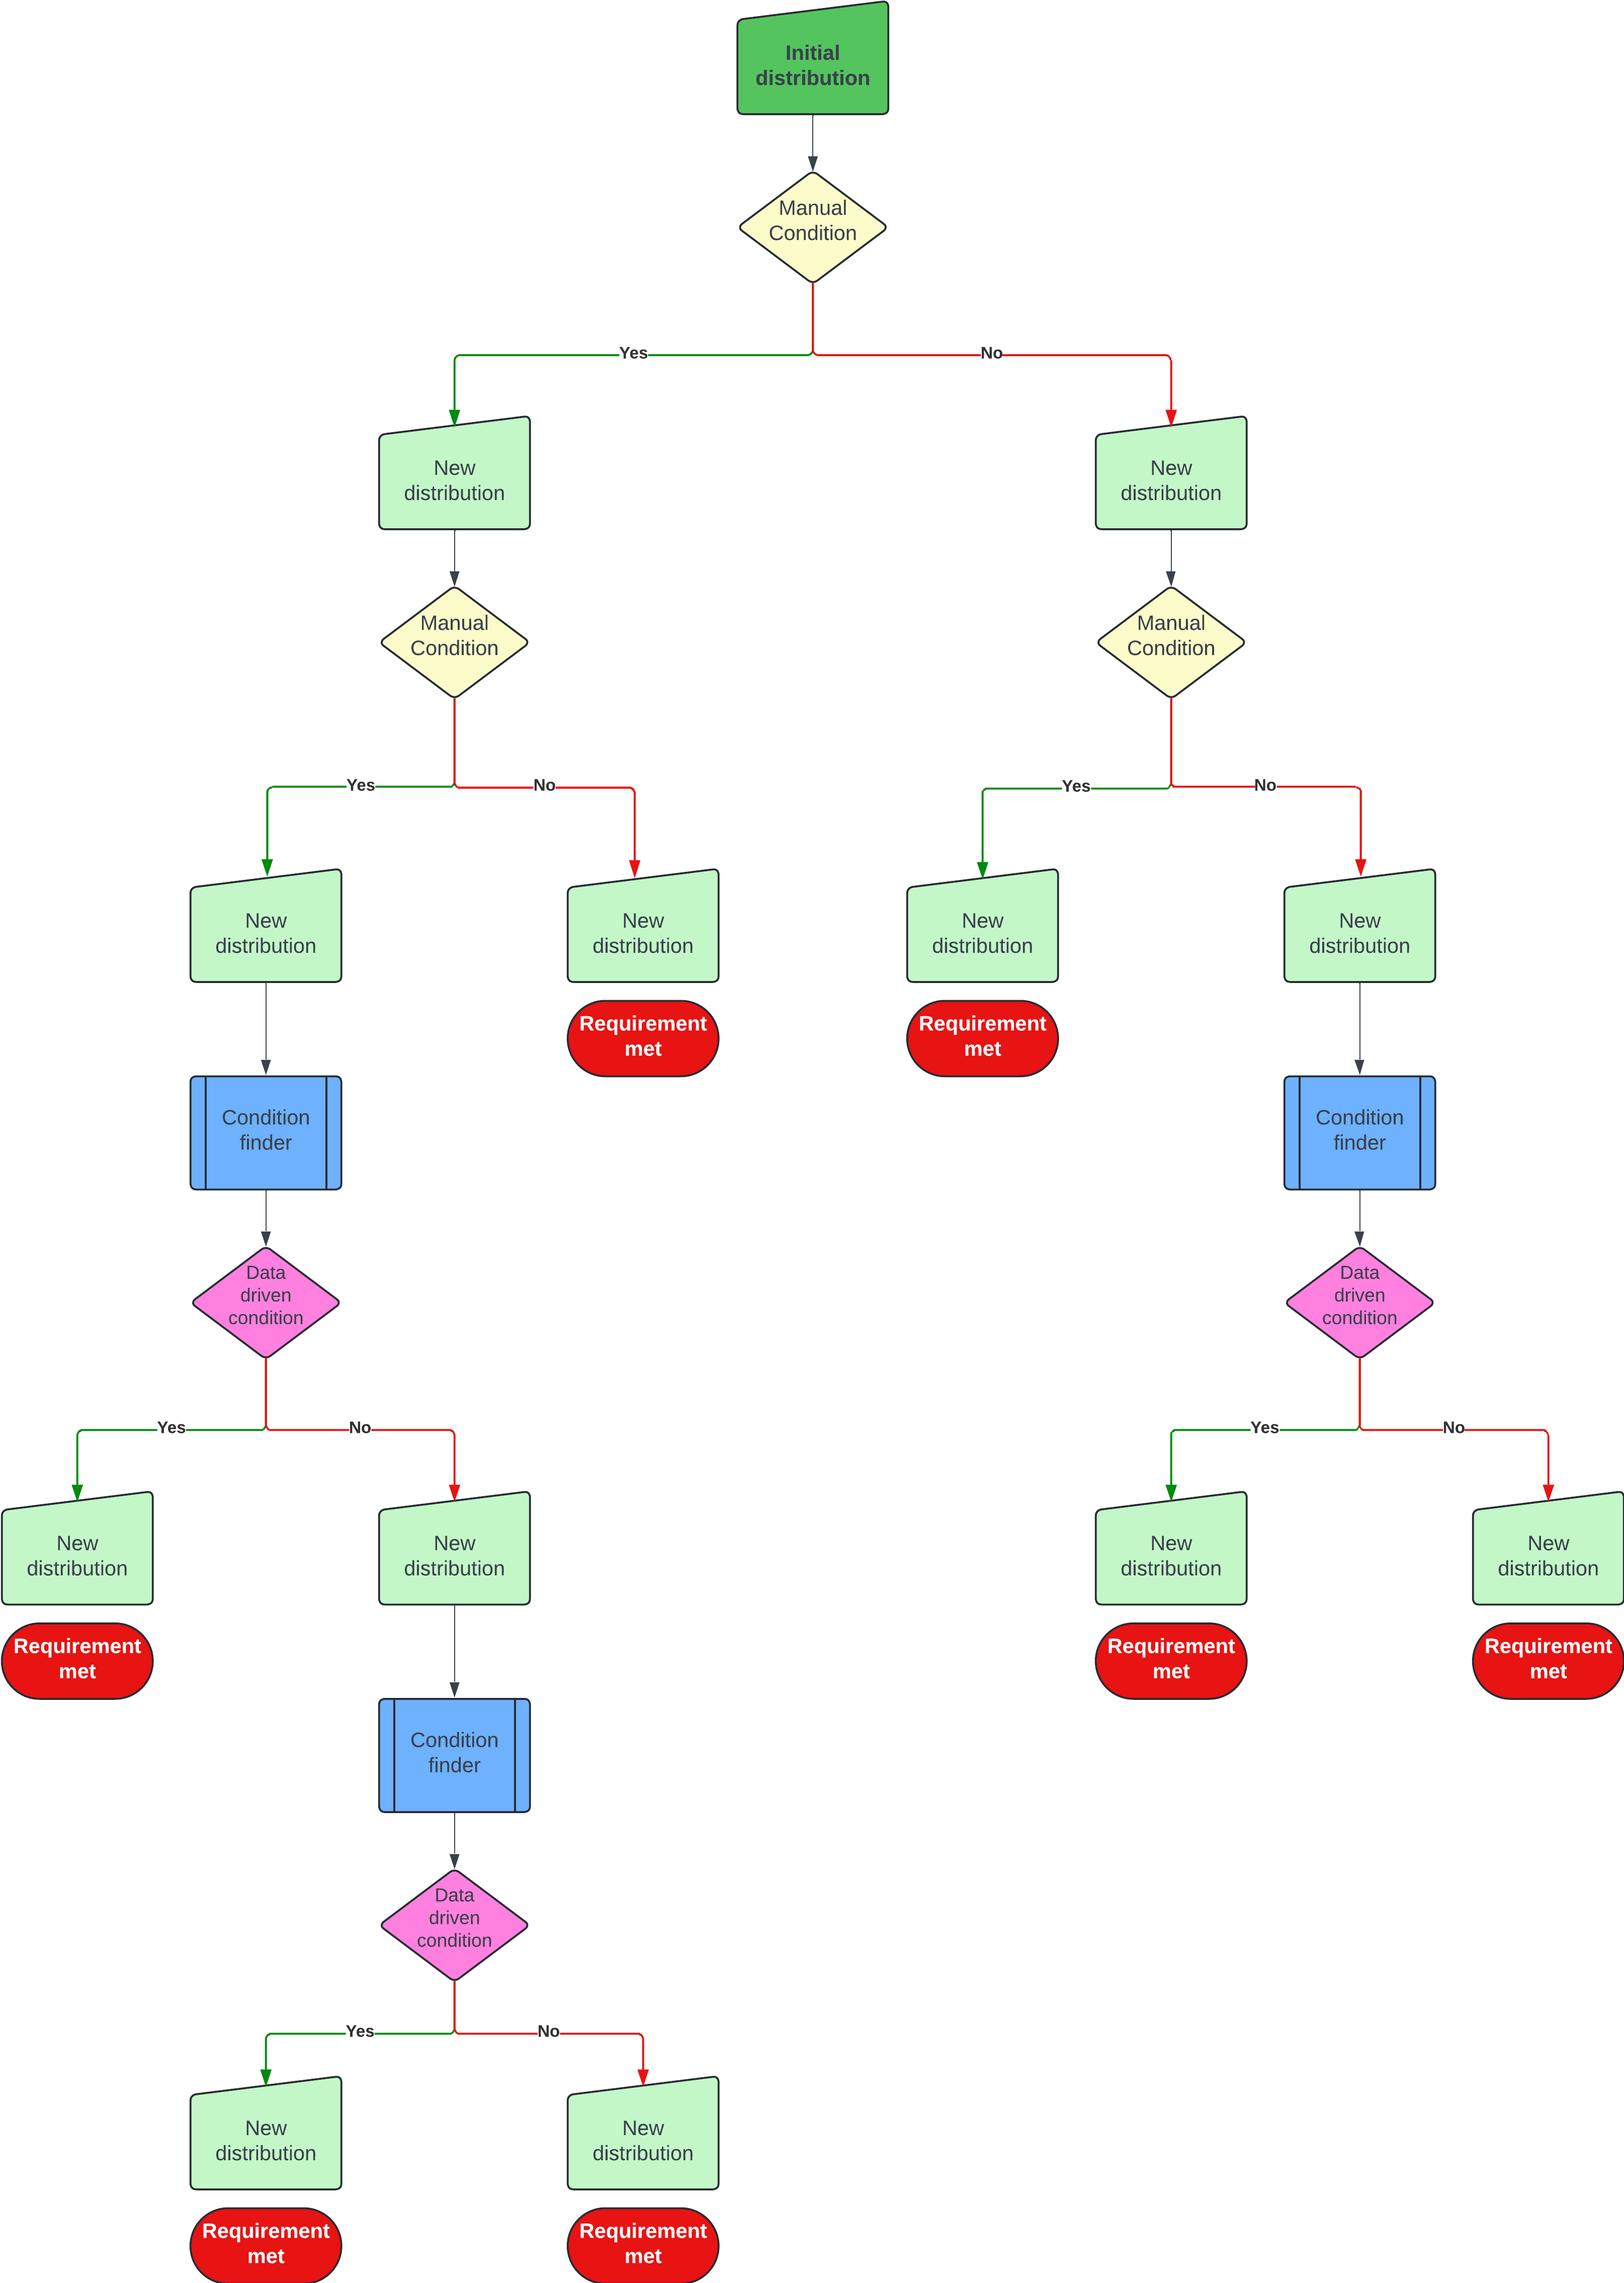 Initial
distribution
Manual
Condition
Yes
No
New
distribution
New
distribution
Manual
Condition
Manual
Condition
Yes
No
Yes
No
New
distribution
New
distribution
New
distribution
New
distribution
Requirement
met
Requirement
met
Condition
finder
Condition
finder
Data
driven
condition
Data
driven
condition
Yes
No
Yes
No
New
distribution
New
distribution
New
distribution
New
distribution
Requirement
met
Requirement
met
Requirement
met
Condition
finder
Data
driven
condition
Yes
No
New
distribution
New
distribution
Requirement
met
Requirement
met